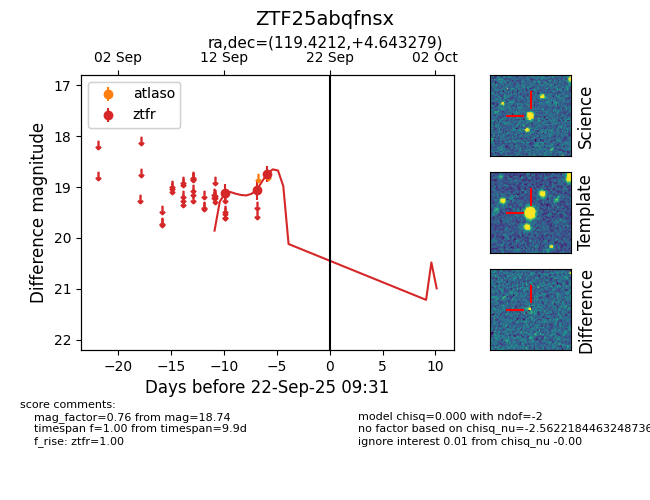 ZTF25abqfnsx
ra,dec=(119.4212,+4.643279)
02 Sep 12 Sep 22 Sep 02 Oct
17
18
19
20
21
22
Difference magnitude
atlaso
ztfr
−20 −15 −10 −5 0 5 10
Days before 22-Sep-25 09:31
Science
Template
Difference
score comments:
mag_factor=0.76 from mag=18.74
timespan f=1.00 from timespan=9.9d
f_rise: ztfr=1.00
model chisq=0.000 with ndof=-2
no factor based on chisq_nu=-2.5622184463248736
ignore interest 0.01 from chisq_nu -0.00